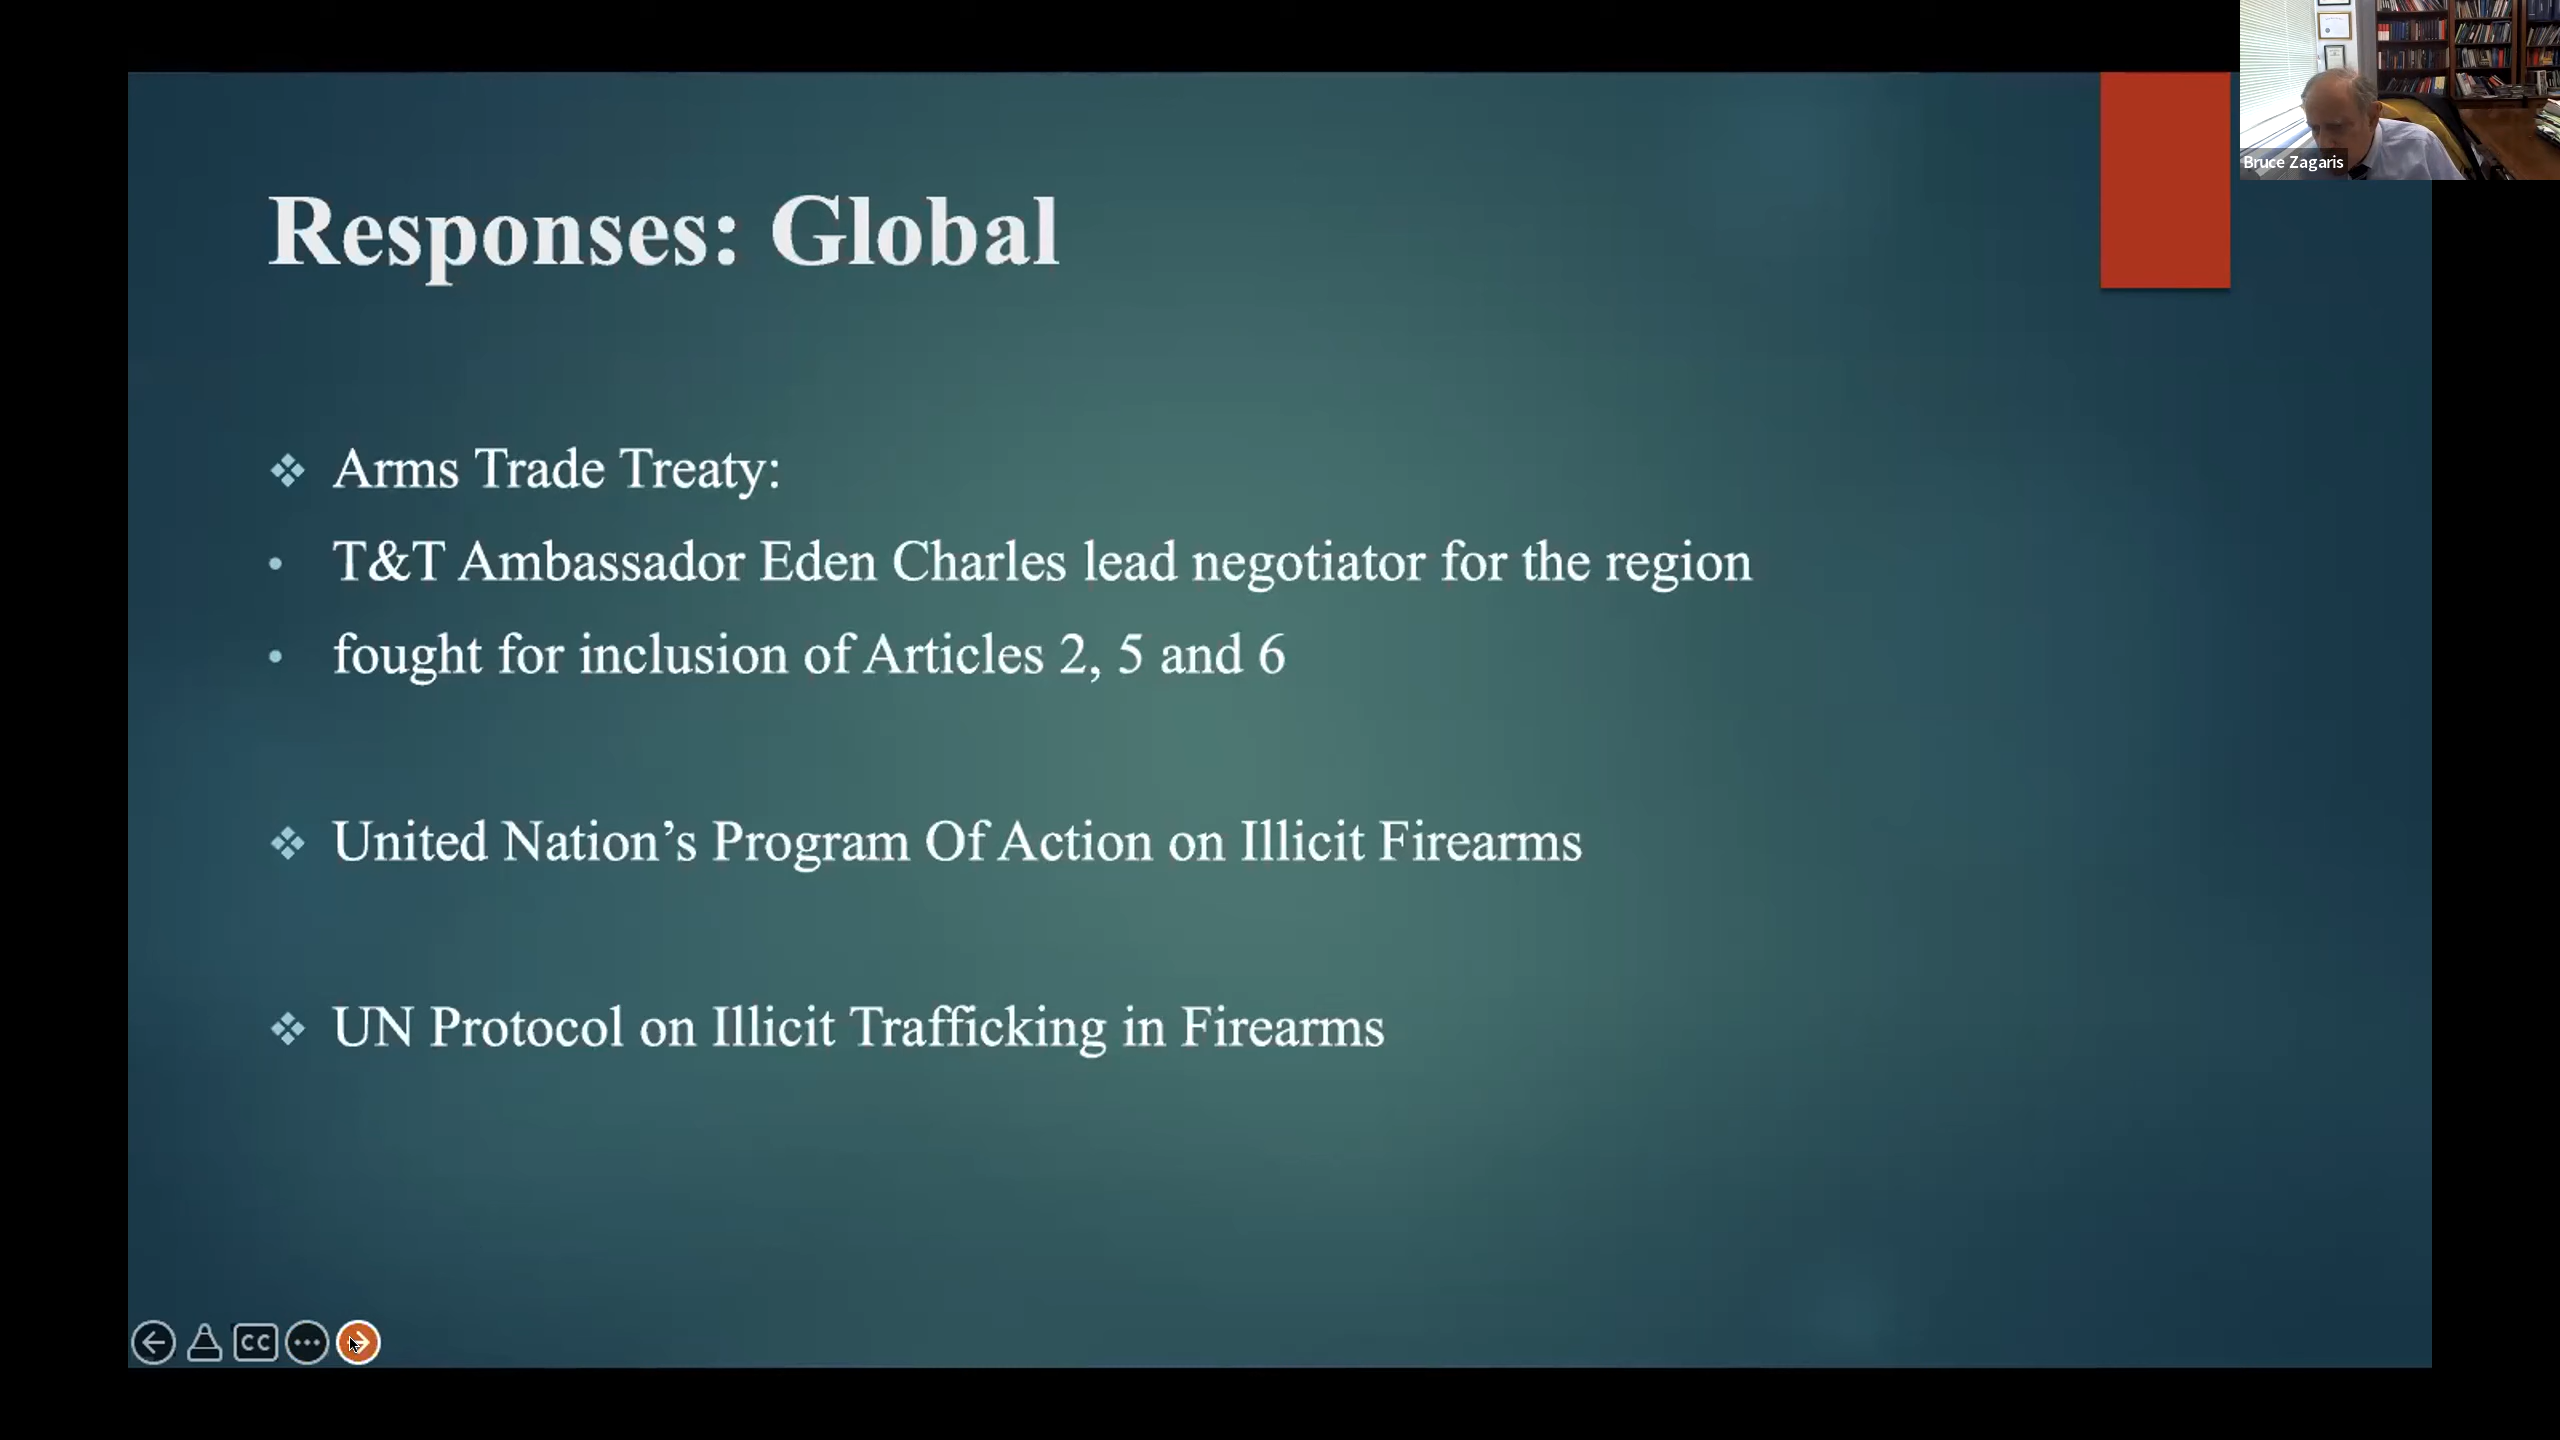 Bruce Zagaris
Responses: Global
Arms Trade Treaty:
T&T Ambassador Eden Charles lead negotiator for the region
fought for inclusion of Articles 2, 5 and 6
United Nation’s Program Of Action on Illicit Firearms
UN Protocol on Illicit Trafficking in Firearms
CC